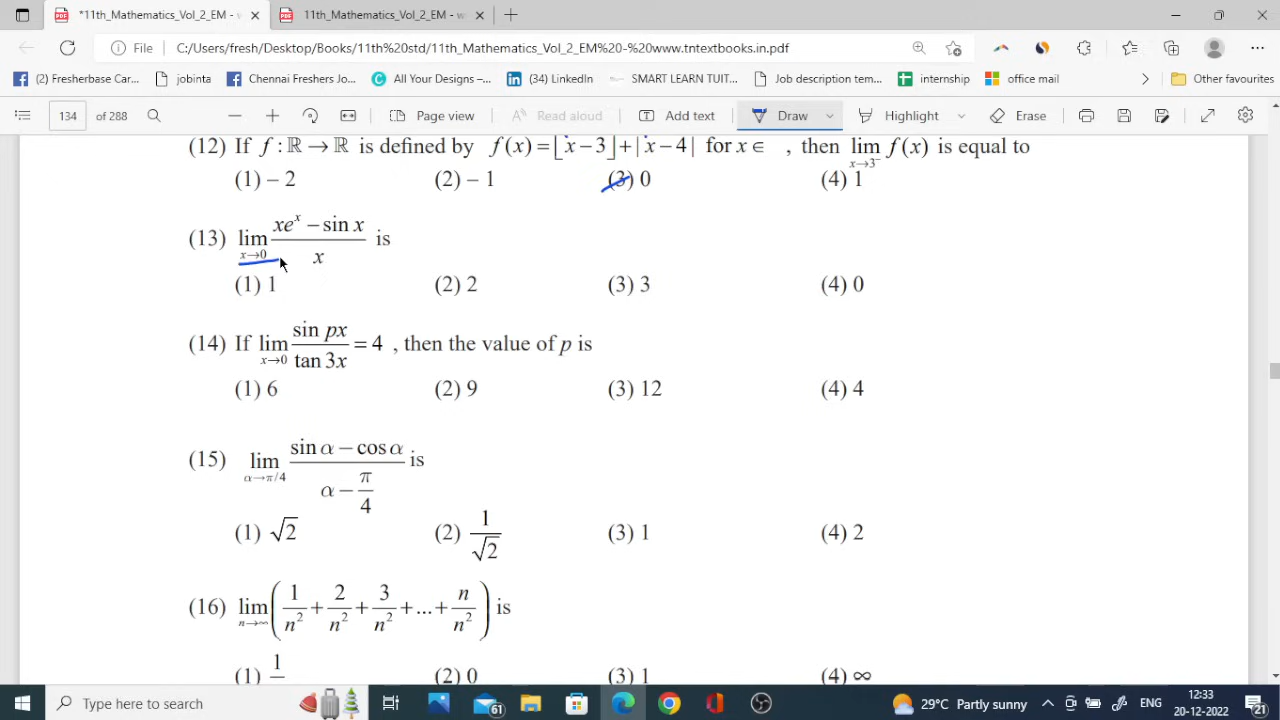 *11th_Mathematics_Vol_2_EM - 
11th_Mathematics_Vol_2_EM - w
File C:/Users/fresh/Desktop/Books/11th%20std/11th_Mathematics_Vol_2_EM%20-%20www.tntextbooks.in.pdf
(2) Fresherbase Car... jobinta Chennai Freshers Jo... All Your Designs –... (34) LinkedIn SMART LEARN TUIT... Job description tem... internship office mail Other favourites
134 of 288 Page view Read aloud Add text Draw Highlight Erase
(12) If f : ℝ → ℝ is defined by f(x) = ⌊x − 3⌋ + |x − 4| for x ∈ , then lim x→3⁻ f(x) is equal to
(1) – 2 (2) – 1 (3) 0 (4) 1
(13) lim x→0 (xeˣ − sin x)/x is
(1) 1 (2) 2 (3) 3 (4) 0
(14) If lim x→0 (sin px)/(tan 3x) = 4 , then the value of p is
(1) 6 (2) 9 (3) 12 (4) 4
(15) lim α→π/4 (sin α − cos α)/(α − π/4) is
(1) √2 (2) 1/√2 (3) 1 (4) 2
(16) lim n→∞ (1/n² + 2/n² + 3/n² + ... + n/n²) is
(1) 1 (2) 0 (3) 1 (4) ∞
Type here to search 61 29°C Partly sunny ENG 12:33
20-12-2022 21